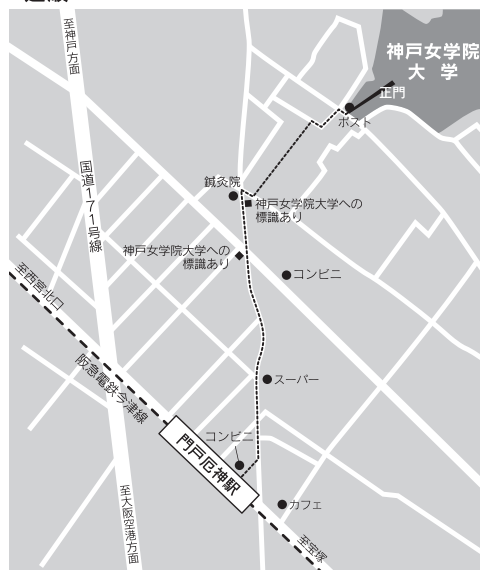 至神戸方面
神戸女学院
大 学
正門
ポスト
国道171号線
鍼灸院
神戸女学院大学への
標識あり
神戸女学院大学への
標識あり
コンビニ
至西宮北口
阪急電鉄今津線
スーパー
コンビニ
門戸厄神駅
カフェ
至大阪空港方面
至宝塚